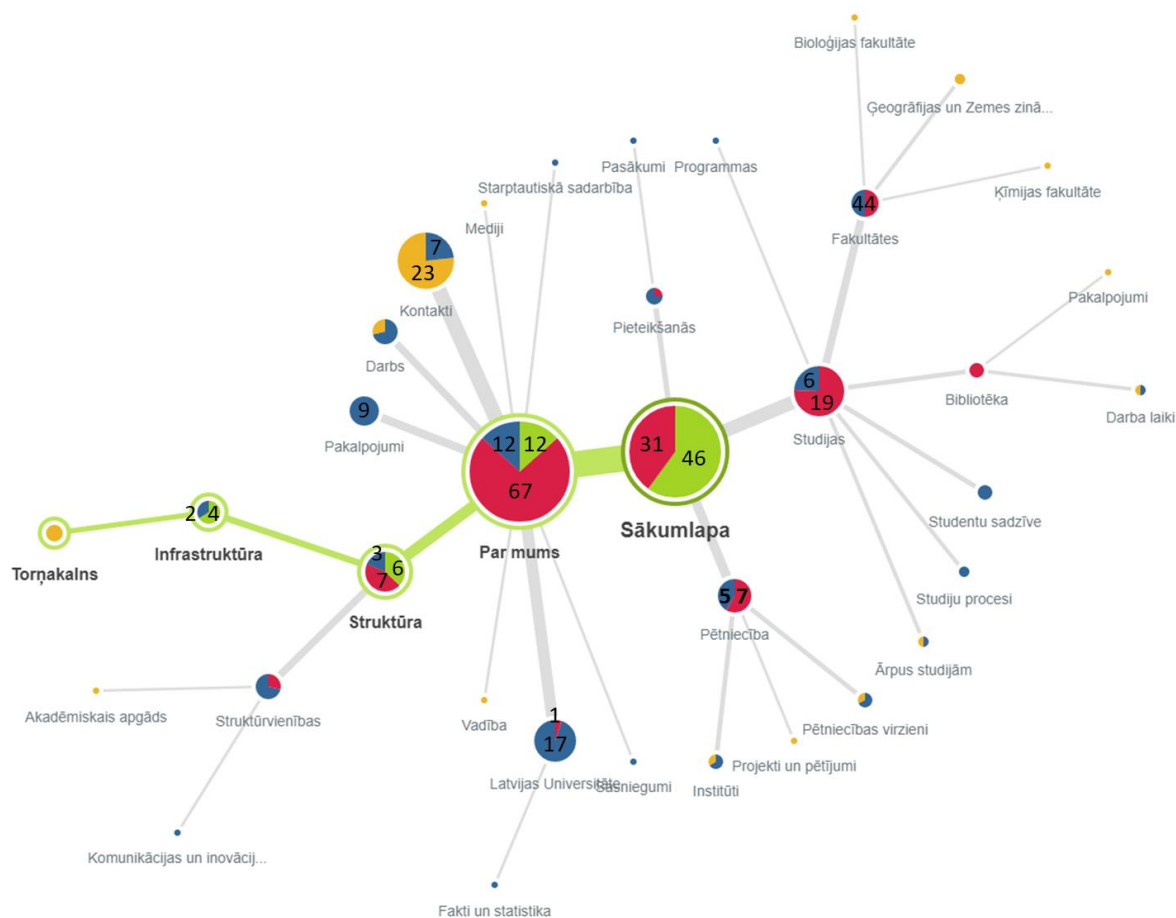 Bioloģijas fakultāte
Ģeogrāfijas un Zemes zinā...
Ķīmijas fakultāte
44
Fakultātes
Pasākumi
Programmas
Starptautiskā sadarbība
Mediji
7
23
Kontakti
Darbs
9
Pakalpojumi
Pieteikšanās
Pakalpojumi
Darba laiki
Bibliotēka
6
19
Studijas
Studentu sadzīve
Studiju procesi
Ārpus studijām
12
12
67
Par mums
31
46
Sākumlapa
2
4
Infrastruktūra
Torņakalns
3
6
7
Struktūra
5
7
Pētniecība
Pētniecības virzieni
Projekti un pētījumi
Institūti
Struktūrvienības
Akadēmiskais apgāds
Komunikācijas un inovācij...
Vadība
1
17
Latvijas Universitāte
Sasniegumi
Fakti un statistika